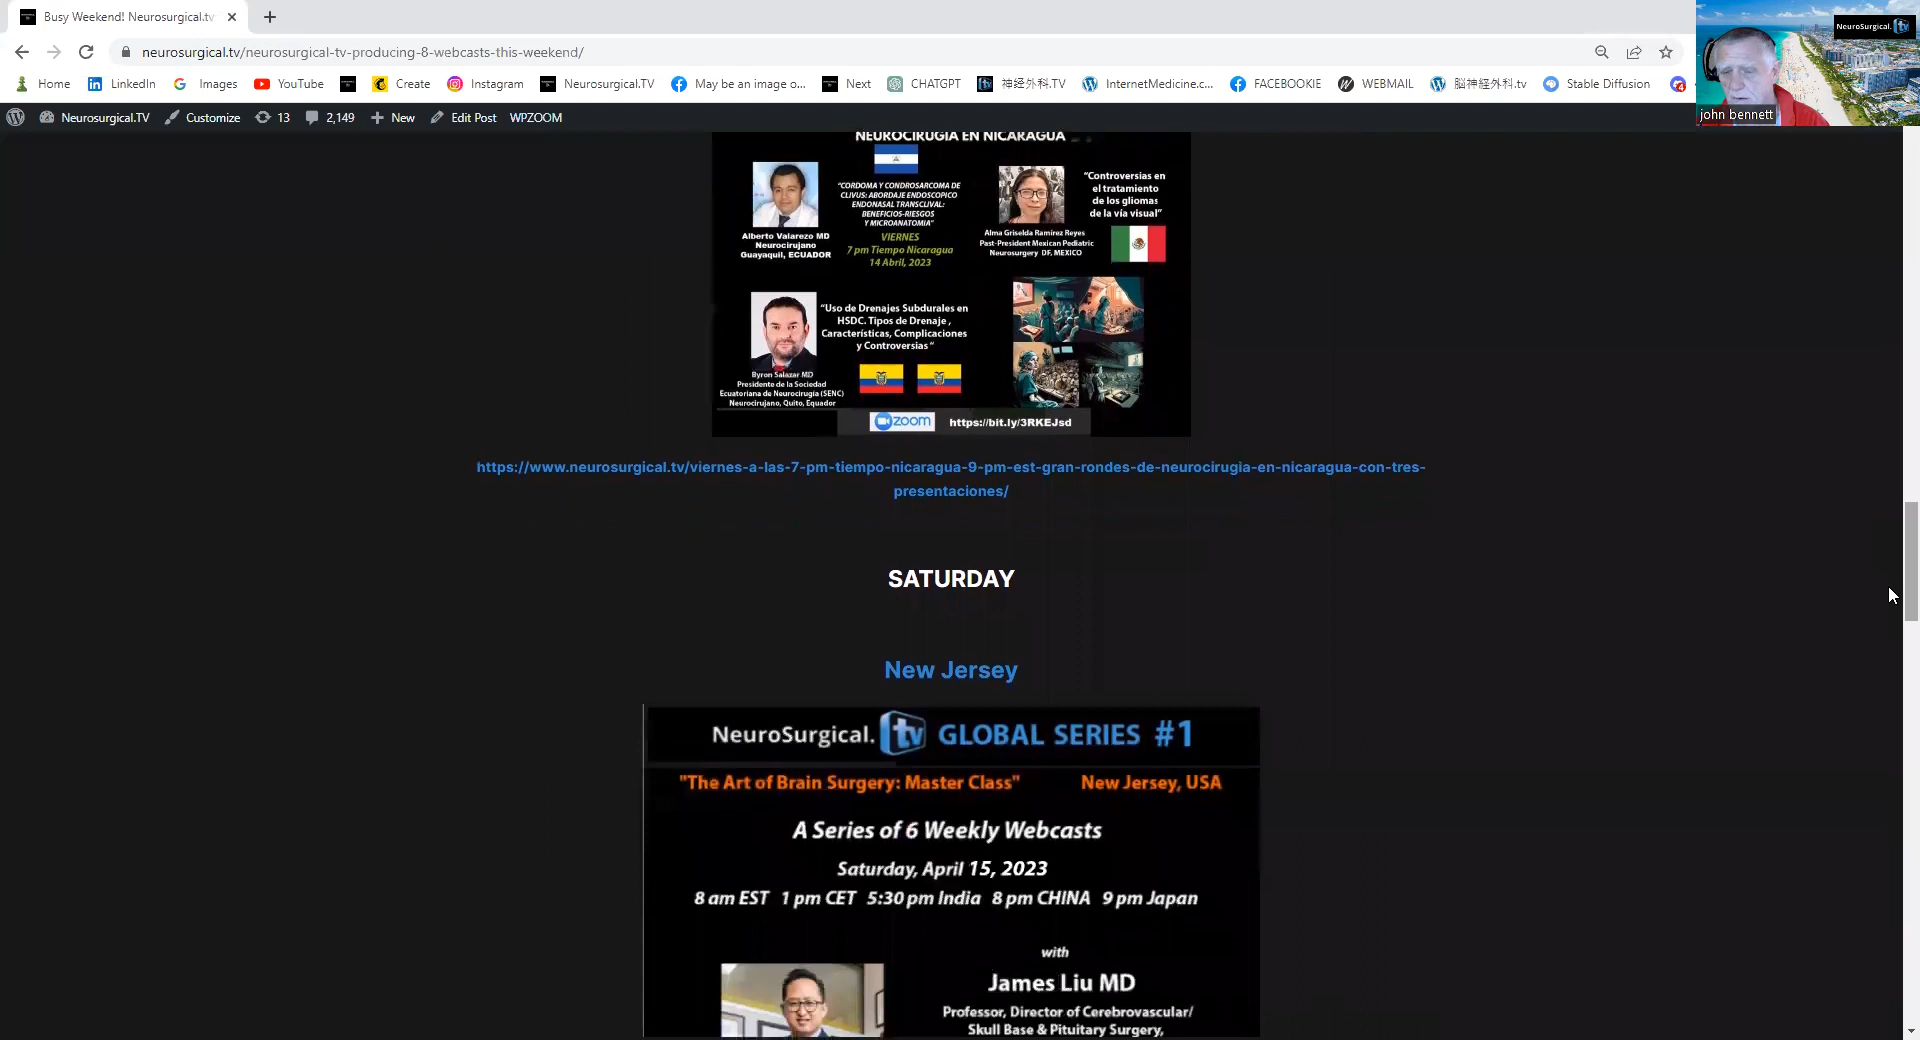 Busy Weekend! Neurosurgical.tv
neurosurgical.tv/neurosurgical-tv-producing-8-webcasts-this-weekend/
Home
LinkedIn
Images
YouTube
Create
Instagram
Neurosurgical.TV
May be an image o...
Next
CHATGPT
神经外科.TV
InternetMedicine.c...
FACEBOOKIE
WEBMAIL
脳神経外科.tv
Stable Diffusion
NeuroSurgical.tv
john bennett
Neurosurgical.TV
Customize
13
2,149
New
Edit Post
WPZOOM
NEUROCIRUGIA EN NICARAGUA
"CORDOMA Y CONDROSARCOMA DE
CLIVUS: ABORDAJE ENDOSCOPICO
ENDONASAL TRANSCLIVAL:
BENEFICIOS-RIESGOS
Y MICROANATOMIA"
VIERNES
7 pm Tiempo Nicaragua
14 Abril, 2023
Alberto Valarezo MD
Neurocirujano
Guayaquil, ECUADOR
"Controversias en
el tratamiento
de los gliomas
de la vía visual"
Alma Griselda Ramírez Reyes
Past-President Mexican Pediatric
Neurosurgery DF, MEXICO
"Uso de Drenajes Subdurales en
HSDC. Tipos de Drenaje ,
Características, Complicaciones
y Controversias "
Byron Salazar MD
Presidente de la Sociedad
Ecuatoriana de Neurocirugía (SENC)
Neurocirujano, Quito, Equador
zoom
https://bit.ly/3RKEJsd
https://www.neurosurgical.tv/viernes-a-las-7-pm-tiempo-nicaragua-9-pm-est-gran-rondes-de-neurocirugia-en-nicaragua-con-tres-
presentaciones/
SATURDAY
New Jersey
NeuroSurgical.tv GLOBAL SERIES #1
"The Art of Brain Surgery: Master Class" New Jersey, USA
A Series of 6 Weekly Webcasts
Saturday, April 15, 2023
8 am EST 1 pm CET 5:30 pm India 8 pm CHINA 9 pm Japan
with
James Liu MD
Professor, Director of Cerebrovascular/
Skull Base & Pituitary Surgery,